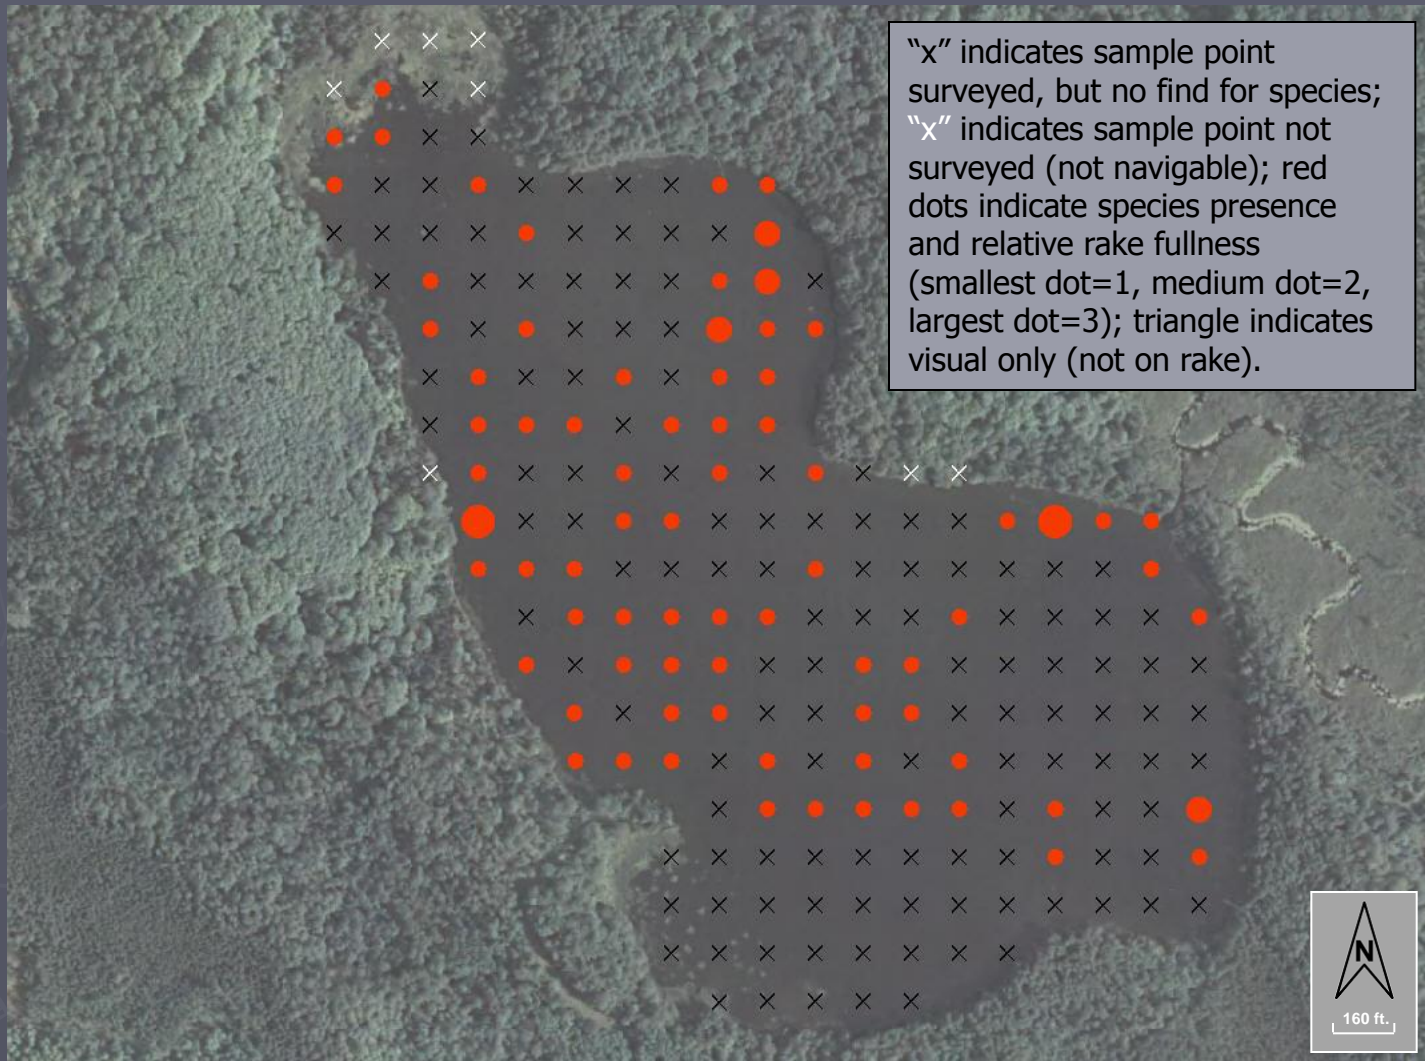 “x” indicates sample point
surveyed, but no find for species;
“x” indicates sample point not
surveyed (not navigable); red
dots indicate species presence
and relative rake fullness
(smallest dot=1, medium dot=2,
largest dot=3); triangle indicates
visual only (not on rake).
N
160 ft.